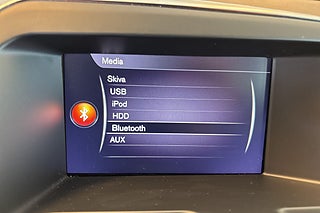 Media
Skiva
USB
iPod
HDD
Bluetooth
AUX